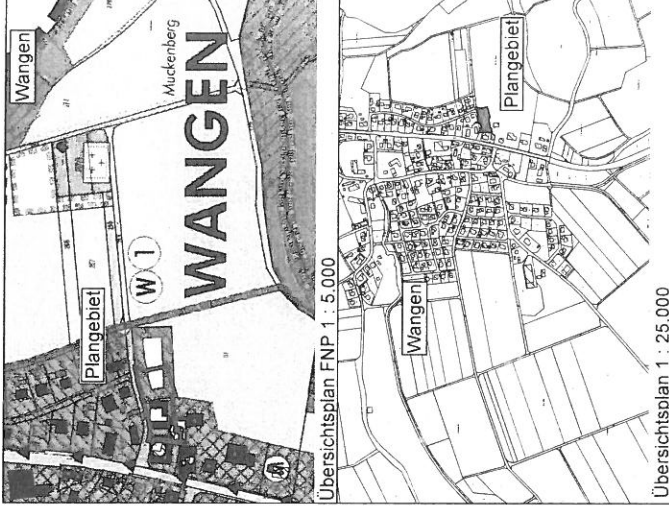 Wangen
Muckenberg
Plangebiet
W 1
WANGEN
M
Übersichtsplan FNP 1 : 5.000
Plangebiet
Wangen
Übersichtsplan 1 : 25.000